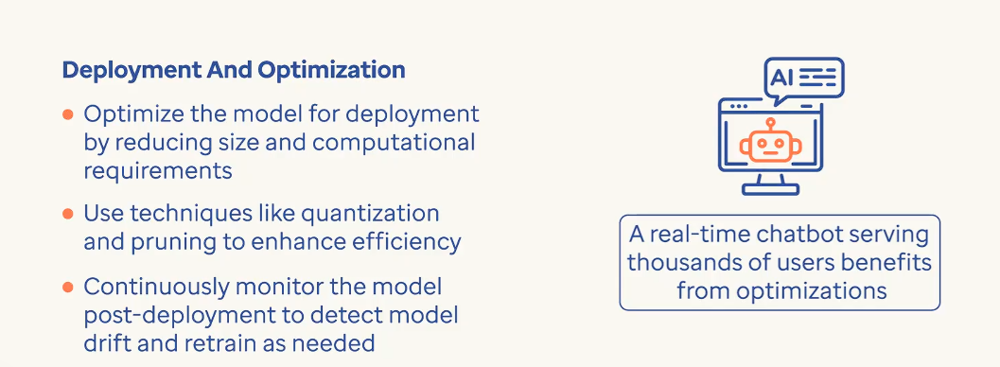 Deployment And Optimization
Optimize the model for deployment
by reducing size and computational
requirements
Use techniques like quantization
and pruning to enhance efficiency
Continuously monitor the model
post-deployment to detect model
drift and retrain as needed
AI
A real-time chatbot serving
thousands of users benefits
from optimizations